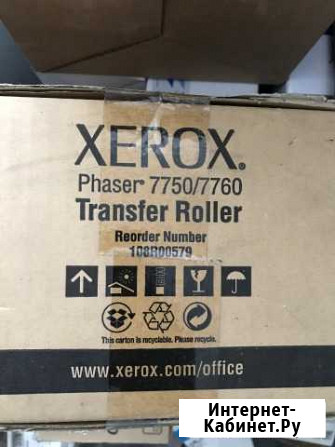 XEROX®
Phaser 7750/7760
Transfer Roller
Reorder Number
108R00579
This carton is recyclable. Please recycle.
www.xerox.com/office
Интернет-
Кабинет.Ру